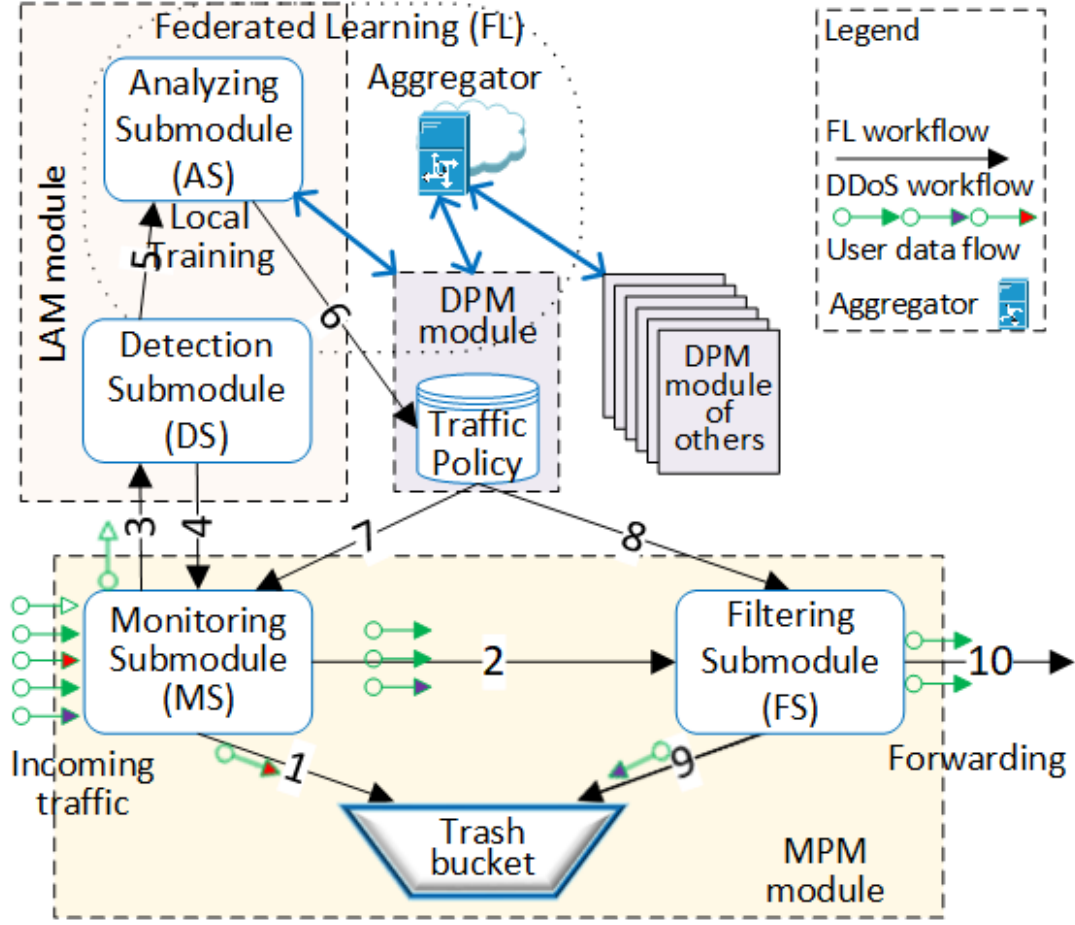 Federated Learning (FL)
Analyzing
Submodule
(AS)
Aggregator
Legend
FL workflow
DDoS workflow
User data flow
Aggregator
LAM module
Local
Training
5
6
DPM
module
Traffic
Policy
DPM
module
of
others
Detection
Submodule
(DS)
3
4
7
8
Monitoring
Submodule
(MS)
2
Filtering
Submodule
(FS)
10
Incoming
traffic
1
9
Forwarding
Trash
bucket
MPM
module